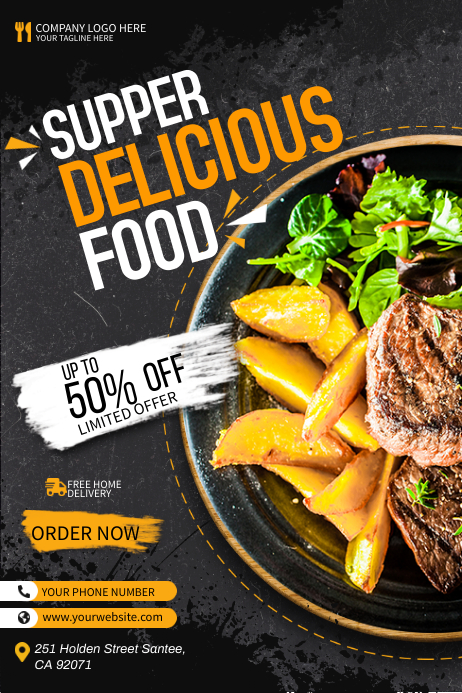 COMPANY LOGO HERE
YOUR TAGLINE HERE
SUPPER
DELICIOUS
FOOD
UP TO
50% OFF
LIMITED OFFER
FREE HOME
DELIVERY
ORDER NOW
YOUR PHONE NUMBER
www.yourwebsite.com
251 Holden Street Santee,
CA 92071